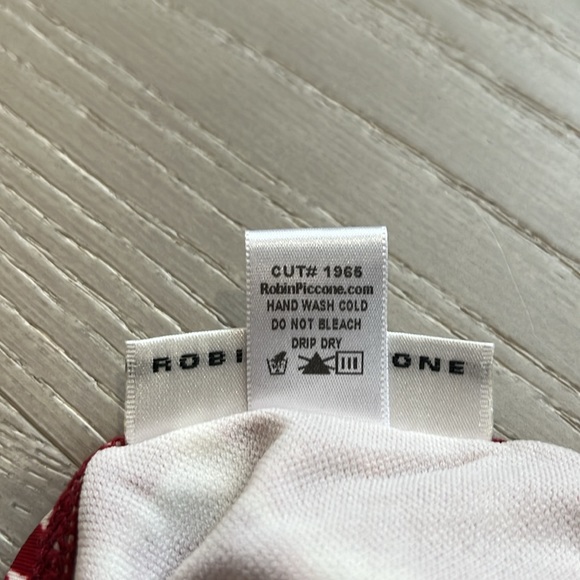 CUT# 1965
RobinPiccone.com
HAND WASH COLD
DO NOT BLEACH
DRIP DRY
ROBI ONE